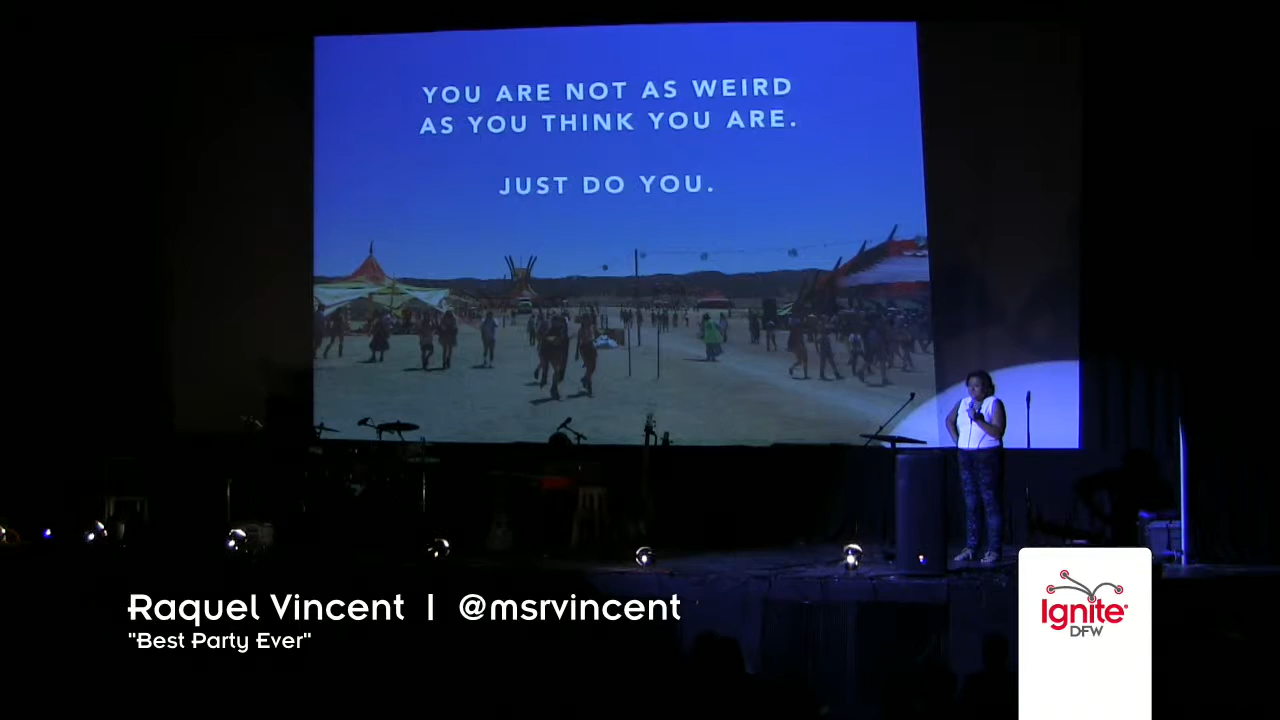 YOU ARE NOT AS WEIRD
AS YOU THINK YOU ARE.
JUST DO YOU.
Raquel Vincent | @msrvincent
"Best Party Ever"
Ignite
DFW